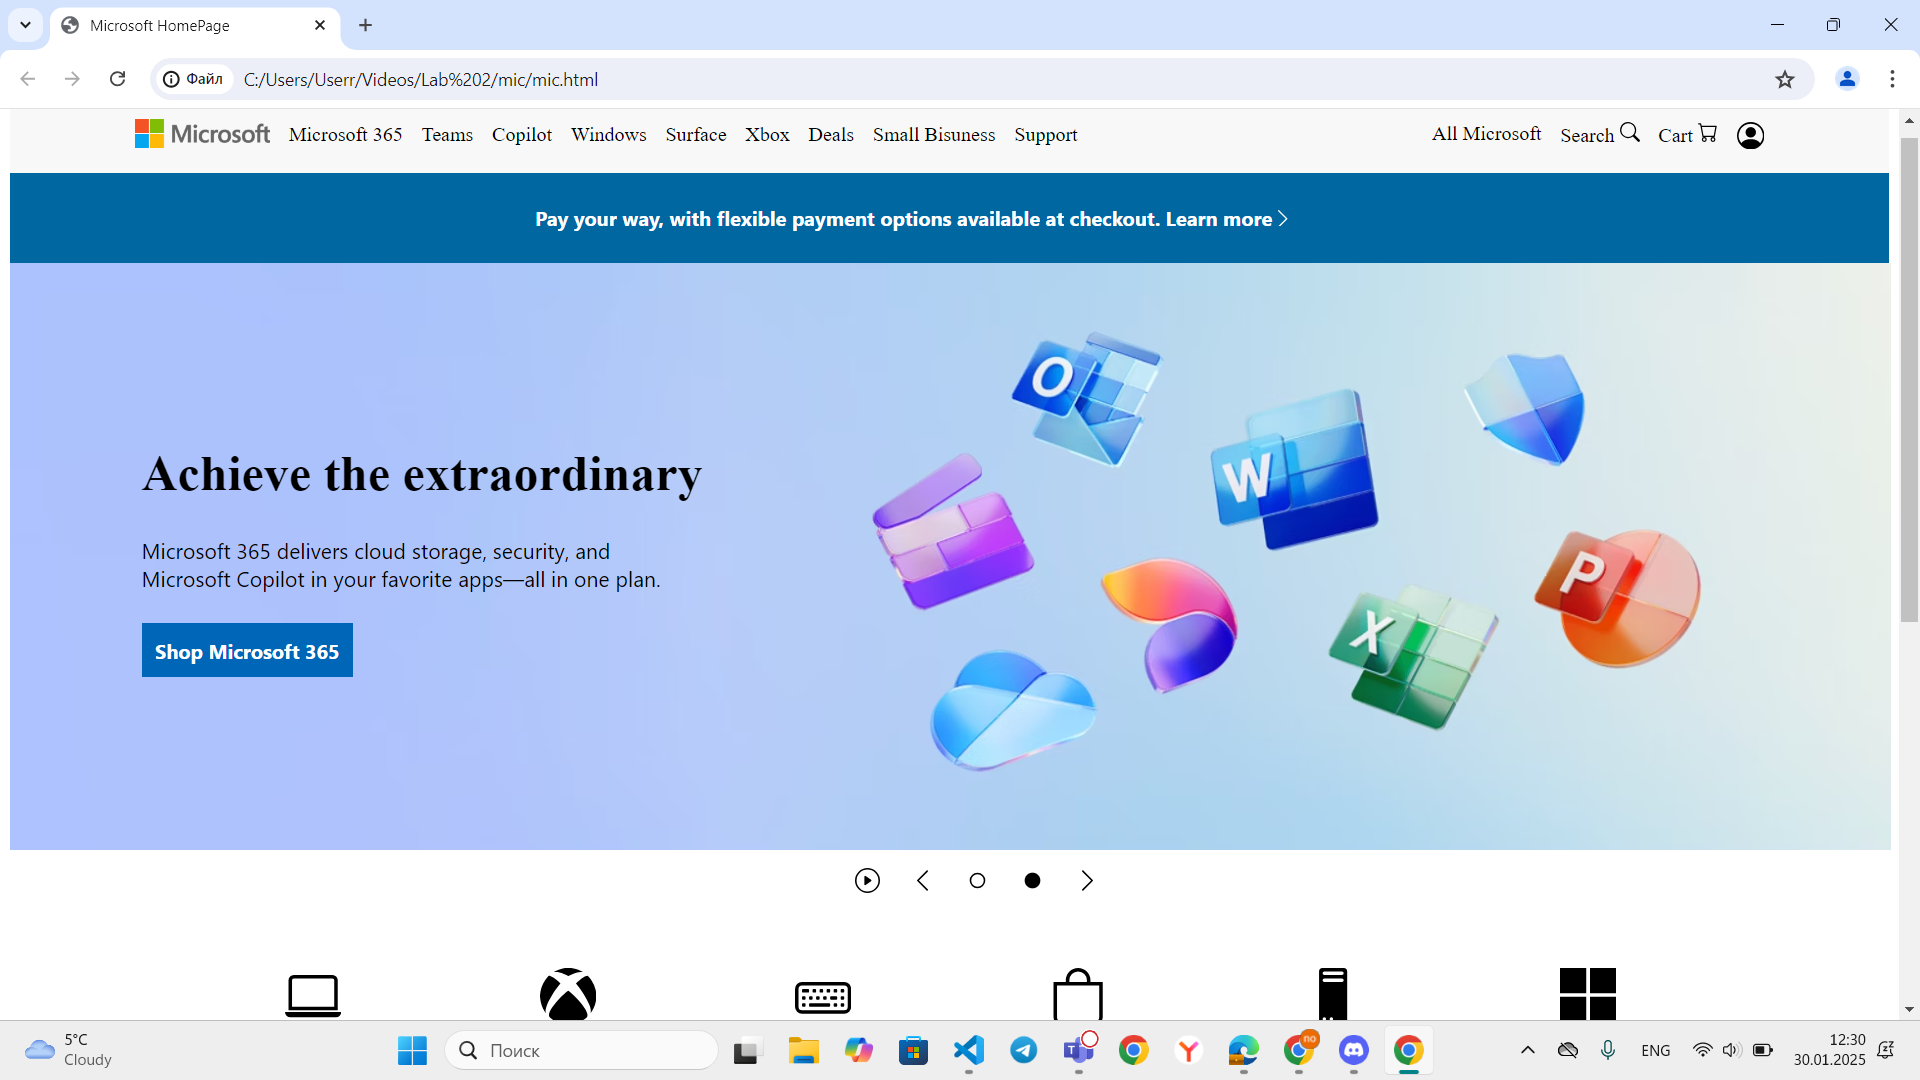 Microsoft HomePage
Файл C:/Users/Userr/Videos/Lab%202/mic/mic.html
Microsoft Microsoft 365 Teams Copilot Windows Surface Xbox Deals Small Bisuness Support All Microsoft Search Cart
Pay your way, with flexible payment options available at checkout. Learn more
O
W
P
X
Achieve the extraordinary
Microsoft 365 delivers cloud storage, security, and
Microsoft Copilot in your favorite apps—all in one plan.
Shop Microsoft 365
5°C
Cloudy
Поиск
no
ENG
12:30
30.01.2025